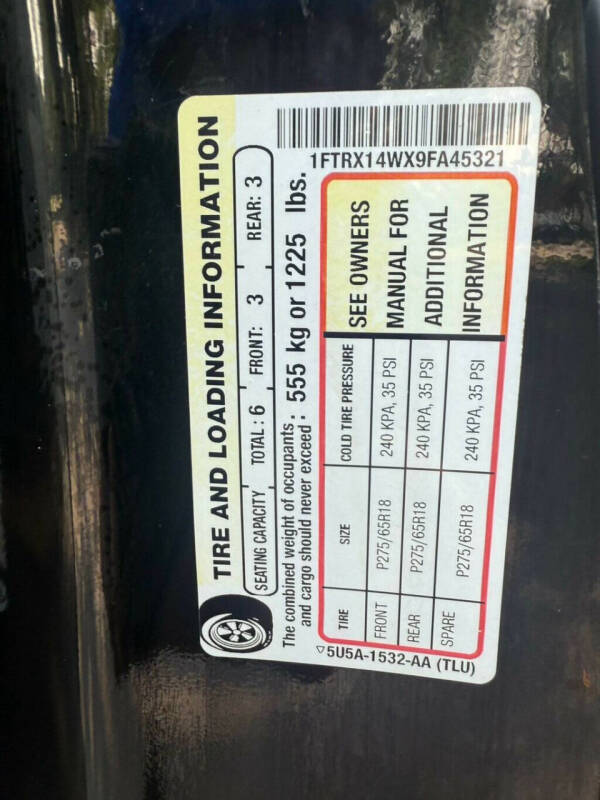 TIRE AND LOADING INFORMATION
SEATING CAPACITY TOTAL : 6 FRONT: 3 REAR: 3
The combined weight of occupants
and cargo should never exceed : 555 kg or 1225 lbs.
TIRE SIZE COLD TIRE PRESSURE
FRONT P275/65R18 240 KPA, 35 PSI
REAR P275/65R18 240 KPA, 35 PSI
SPARE P275/65R18 240 KPA, 35 PSI
SEE OWNERS
MANUAL FOR
ADDITIONAL
INFORMATION
5U5A-1532-AA (TLU)
1FTRX14WX9FA45321